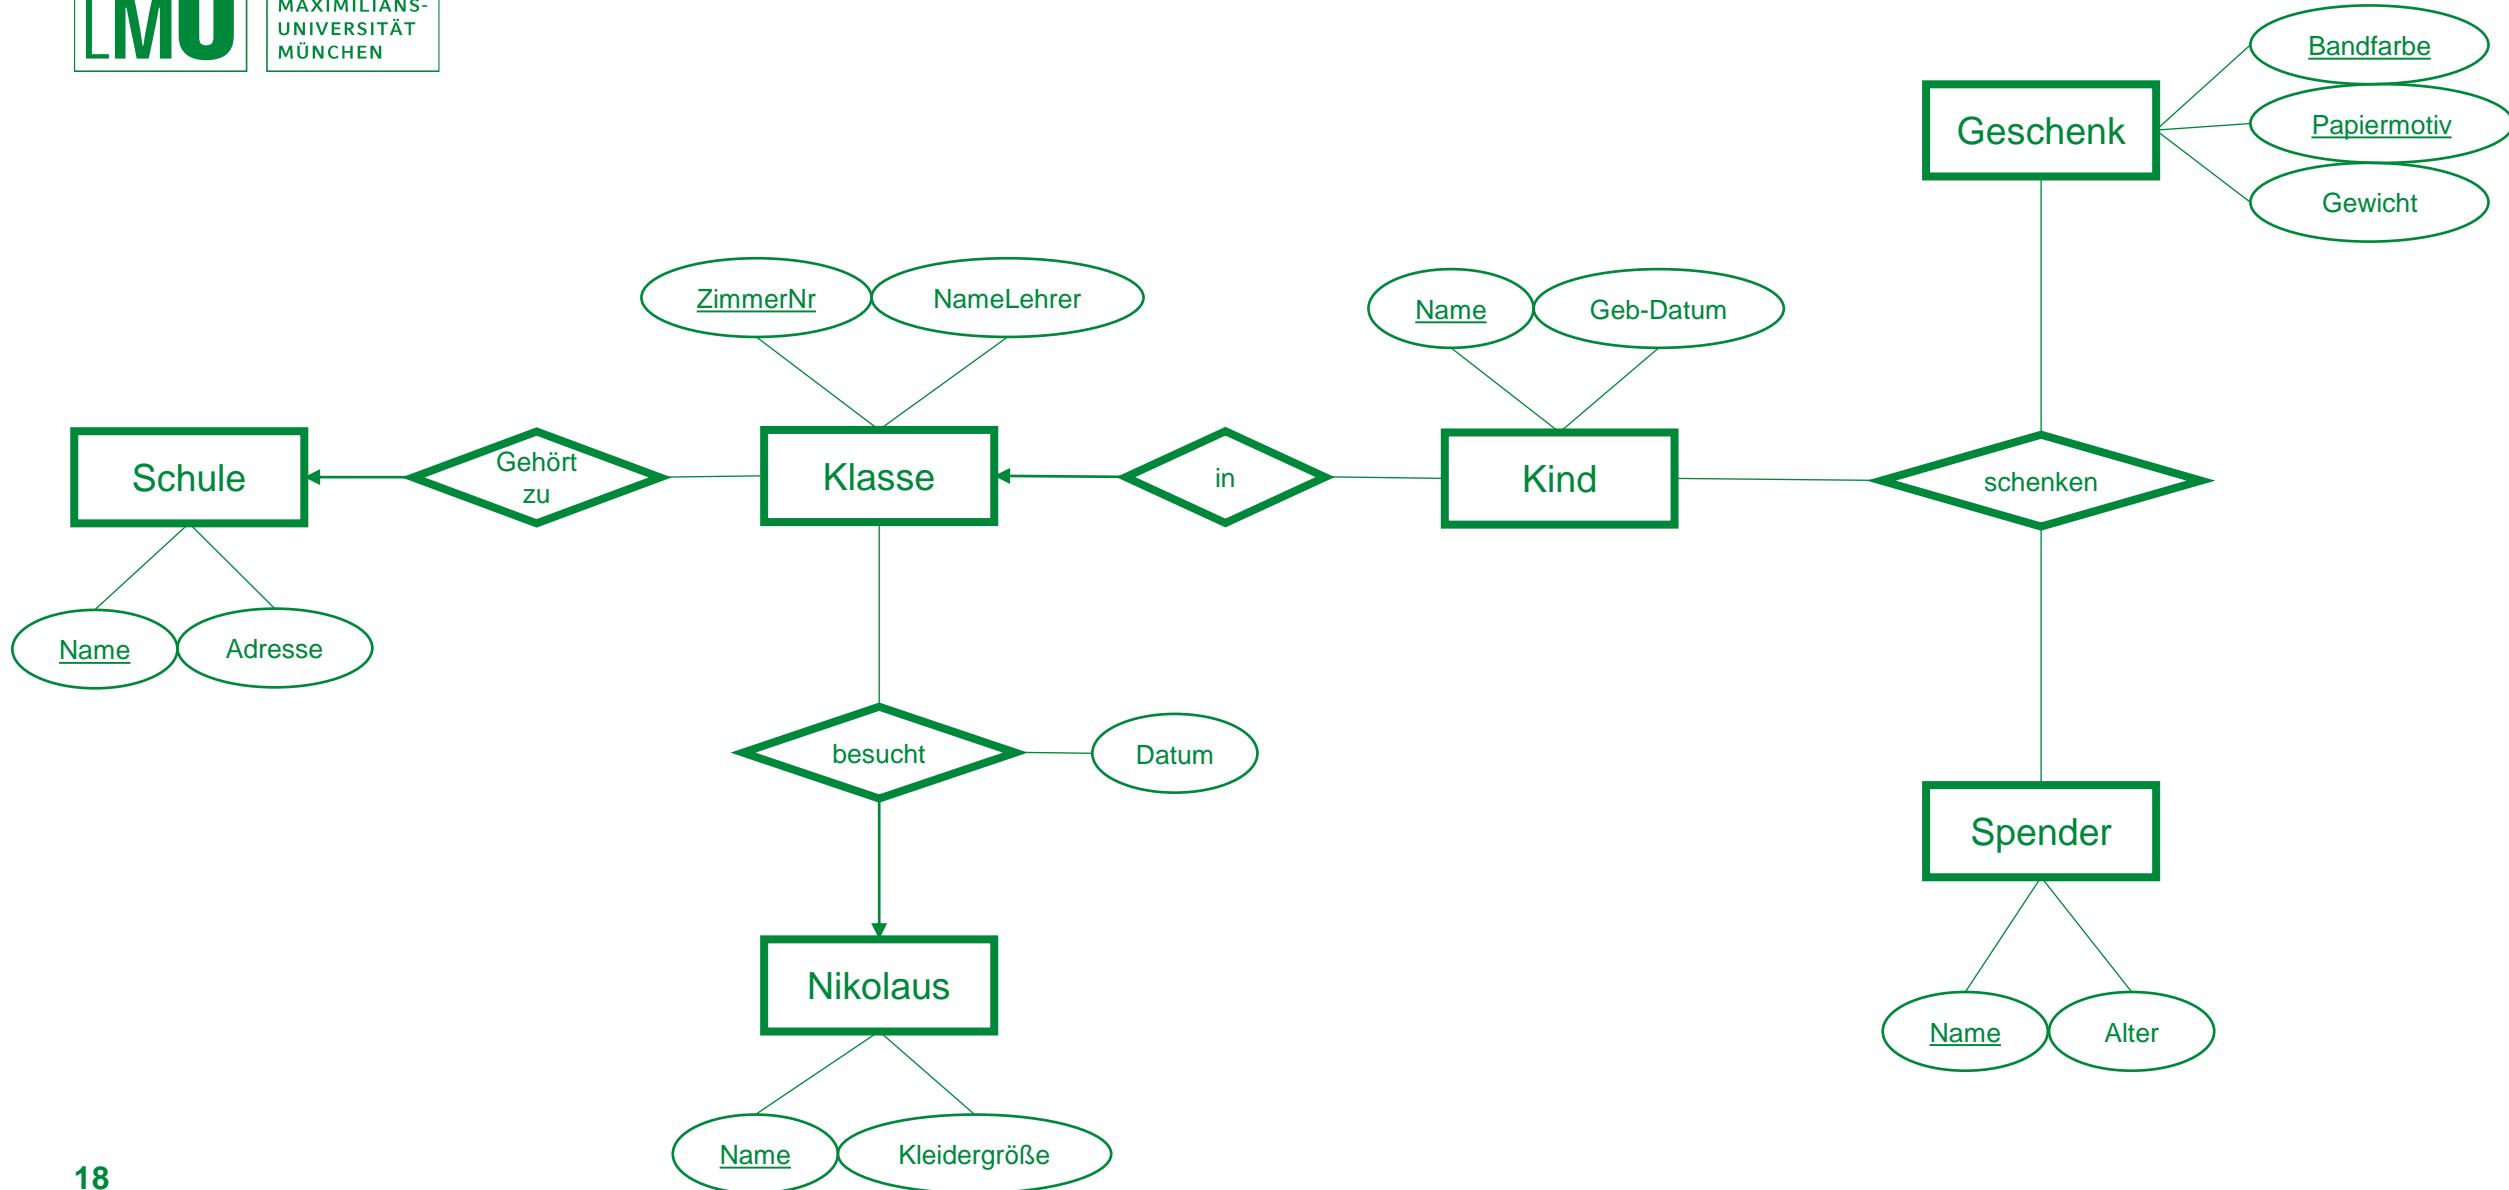 LMU
MAXIMILIANS-
UNIVERSITÄT
MÜNCHEN
Bandfarbe
Geschenk
Papiermotiv
Gewicht
ZimmerNr
NameLehrer
Name
Geb-Datum
Schule
Gehört
zu
Klasse
in
Kind
schenken
Name
Adresse
besucht
Datum
Spender
Nikolaus
Name
Alter
Name
Kleidergröße
18